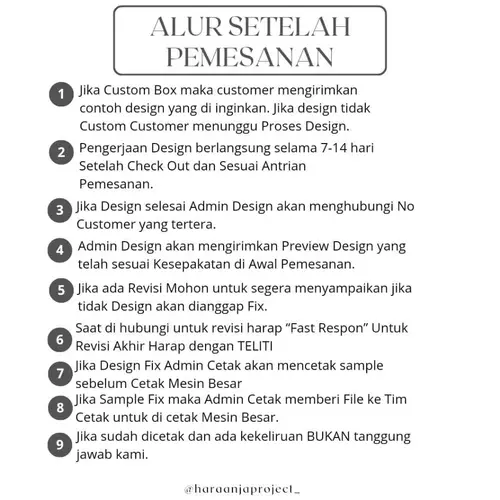 ALUR SETELAH
PEMESANAN
1 Jika Custom Box maka customer mengirimkan
contoh design yang di inginkan. Jika design tidak
Custom Customer menunggu Proses Design.
2 Pengerjaan Design berlangsung selama 7-14 hari
Setelah Check Out dan Sesuai Antrian
Pemesanan.
3 Jika Design selesai Admin Design akan menghubungi No
Customer yang tertera.
4 Admin Design akan mengirimkan Preview Design yang
telah sesuai Kesepakatan di Awal Pemesanan.
5 Jika ada Revisi Mohon untuk segera menyampaikan jika
tidak Design akan dianggap Fix.
6 Saat di hubungi untuk revisi harap “Fast Respon” Untuk
Revisi Akhir Harap dengan TELITI
7 Jika Design Fix Admin Cetak akan mencetak sample
sebelum Cetak Mesin Besar
8 Jika Sample Fix maka Admin Cetak memberi File ke Tim
Cetak untuk di cetak Mesin Besar.
9 Jika sudah dicetak dan ada kekeliruan BUKAN tanggung
jawab kami.
@haraanjaproject_